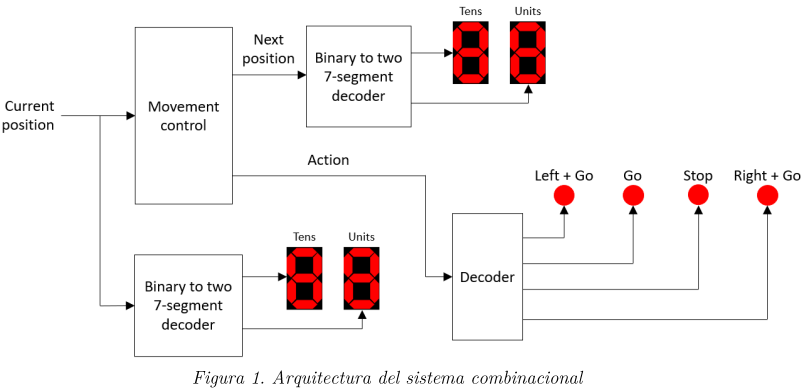 Tens
Units
Next
position
Binary to two
7-segment
decoder
Current
position
Movement
control
Action
Left + Go
Go
Stop
Right + Go
Tens
Units
Binary to two
7-segment
decoder
Decoder
Figura 1. Arquitectura del sistema combinacional